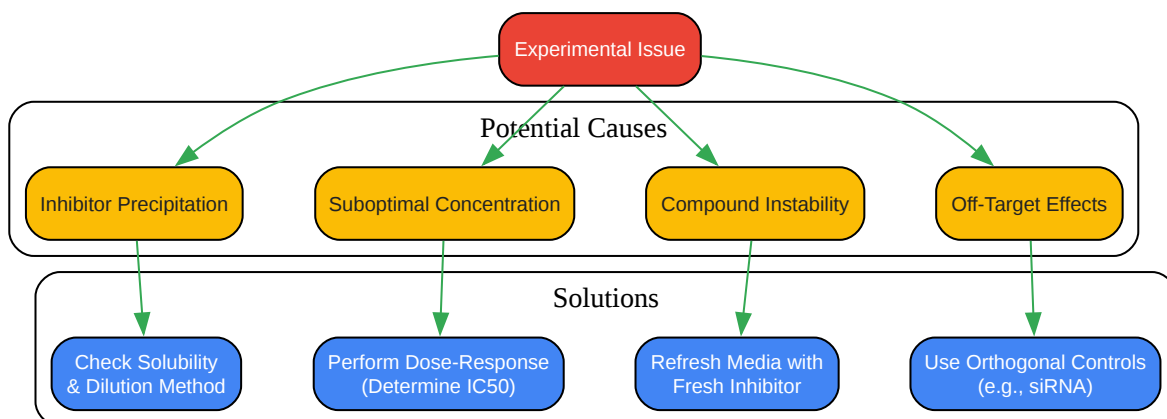 Experimental Issue
Potential Causes
Inhibitor Precipitation
Suboptimal Concentration
Compound Instability
Off-Target Effects
Solutions
Check Solubility
& Dilution Method
Perform Dose-Response
(Determine IC50)
Refresh Media with
Fresh Inhibitor
Use Orthogonal Controls
(e.g., siRNA)